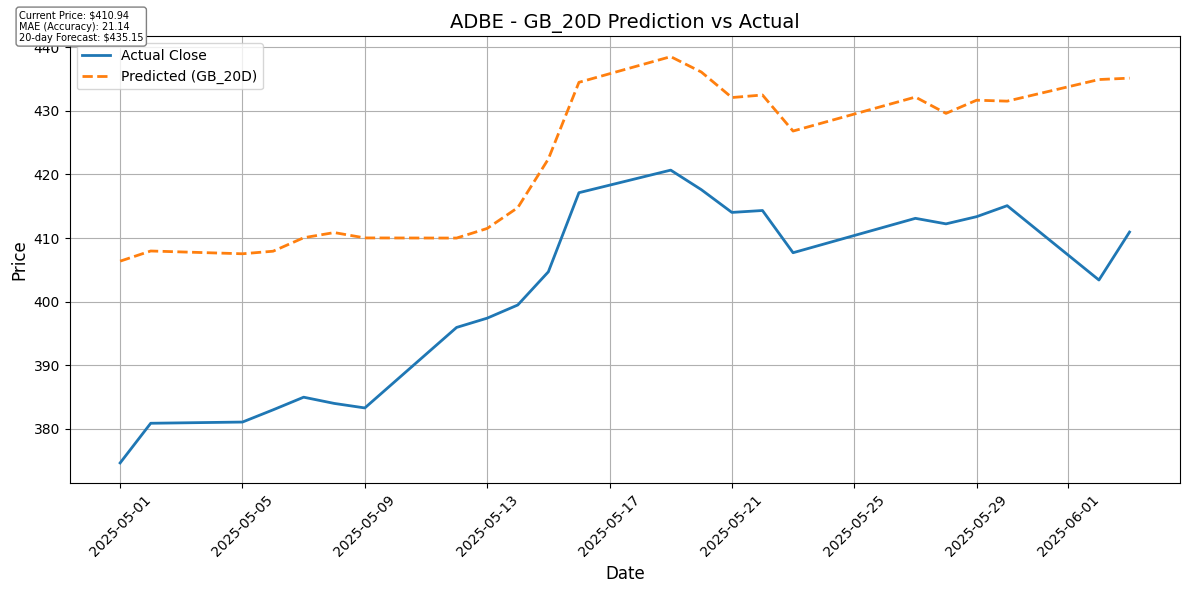 ADBE - GB_20D Prediction vs Actual
Current Price: $410.94
MAE (Accuracy): 21.14
20-day Forecast: $435.15
Actual Close
Predicted (GB_20D)
Price
440
430
420
410
400
390
380
2025-05-01
2025-05-05
2025-05-09
2025-05-13
2025-05-17
2025-05-21
2025-05-25
2025-05-29
2025-06-01
Date